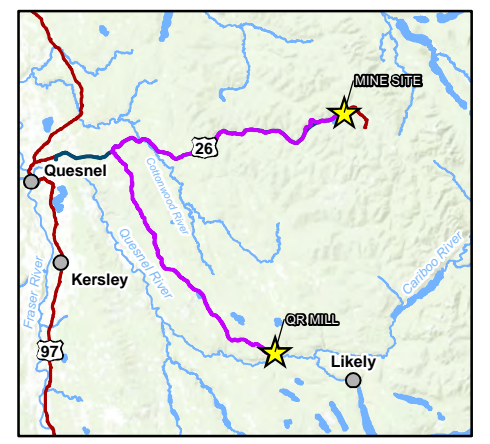 MINE SITE
26
Quesnel
Cottonwood River
Quesnel River
Cariboo River
Fraser River
Kersley
QR MILL
97
Likely